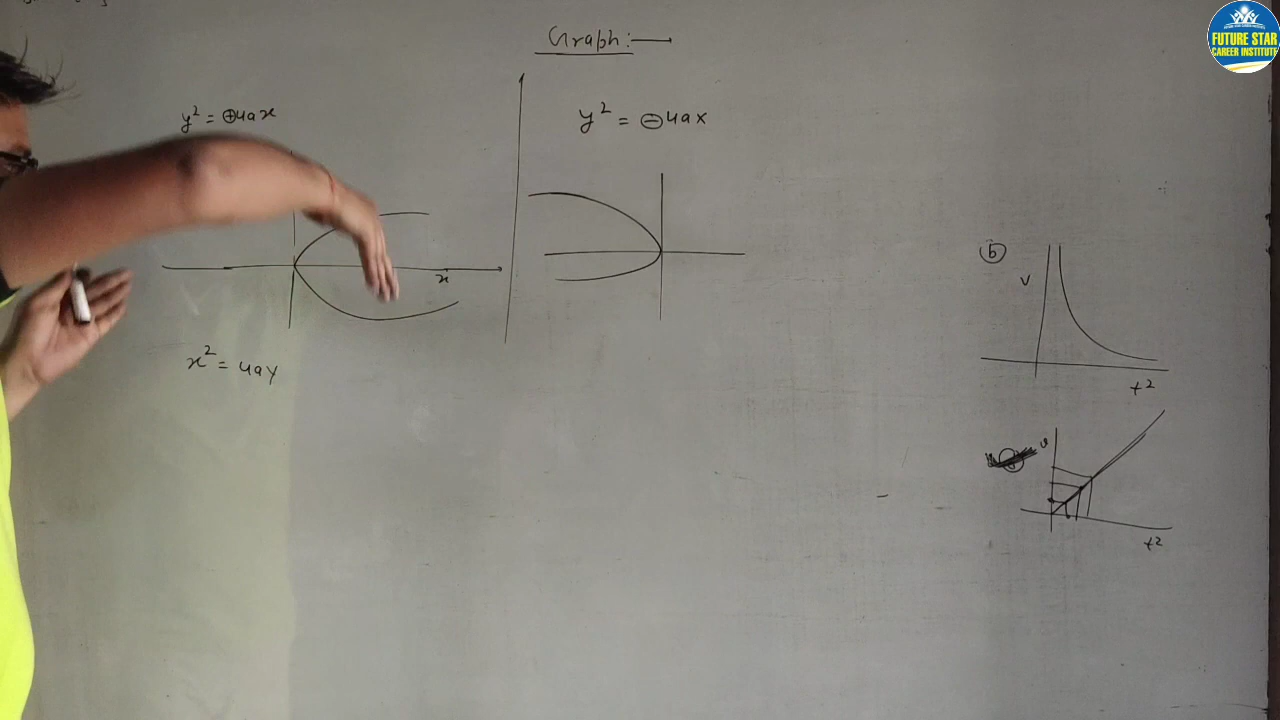 Graph:→
y² = ⊕4ax
y² = ⊖4ax
x
x² = 4ay
ⓑ
v
t2
v
t2
FUTURE STAR
CAREER INSTITUTE